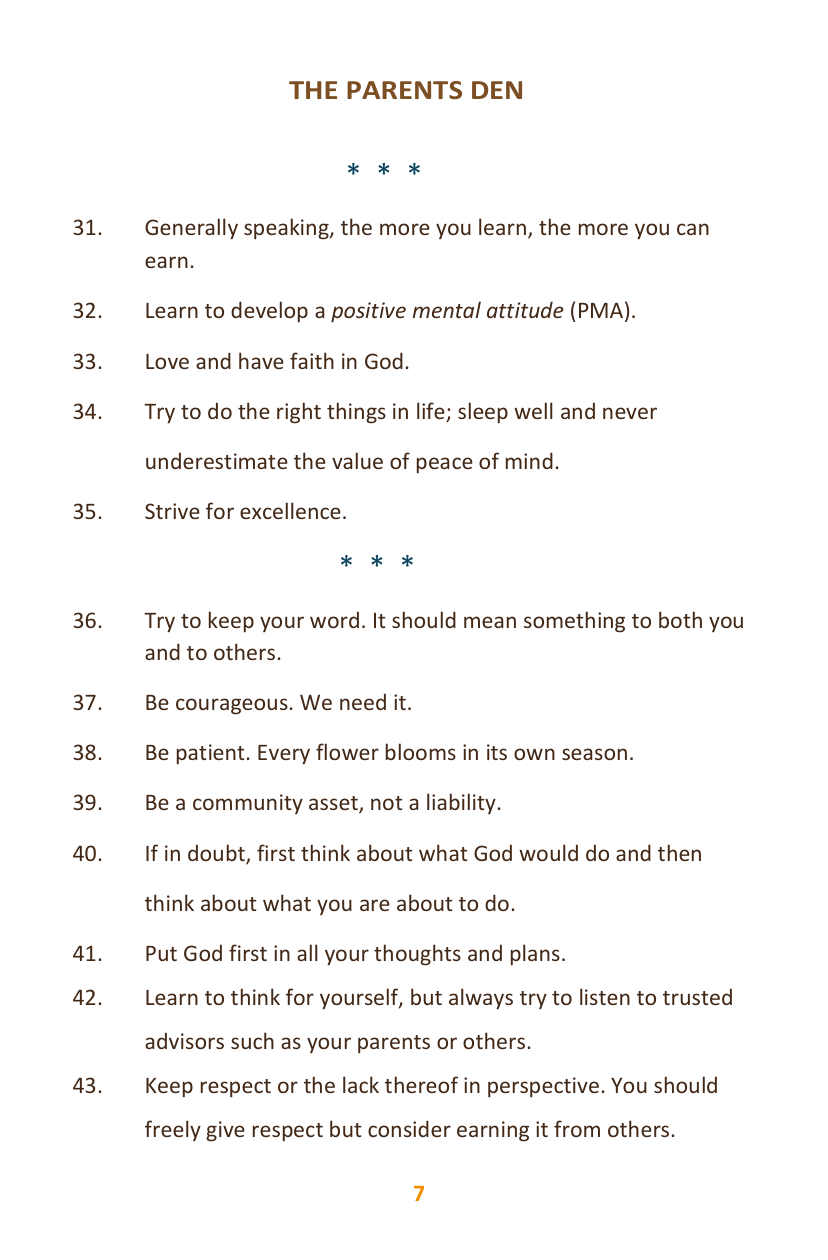 THE PARENTS DEN
* * *
31. Generally speaking, the more you learn, the more you can
earn.
32. Learn to develop a positive mental attitude (PMA).
33. Love and have faith in God.
34. Try to do the right things in life; sleep well and never
underestimate the value of peace of mind.
35. Strive for excellence.
* * *
36. Try to keep your word. It should mean something to both you
and to others.
37. Be courageous. We need it.
38. Be patient. Every flower blooms in its own season.
39. Be a community asset, not a liability.
40. If in doubt, first think about what God would do and then
think about what you are about to do.
41. Put God first in all your thoughts and plans.
42. Learn to think for yourself, but always try to listen to trusted
advisors such as your parents or others.
43. Keep respect or the lack thereof in perspective. You should
freely give respect but consider earning it from others.
7